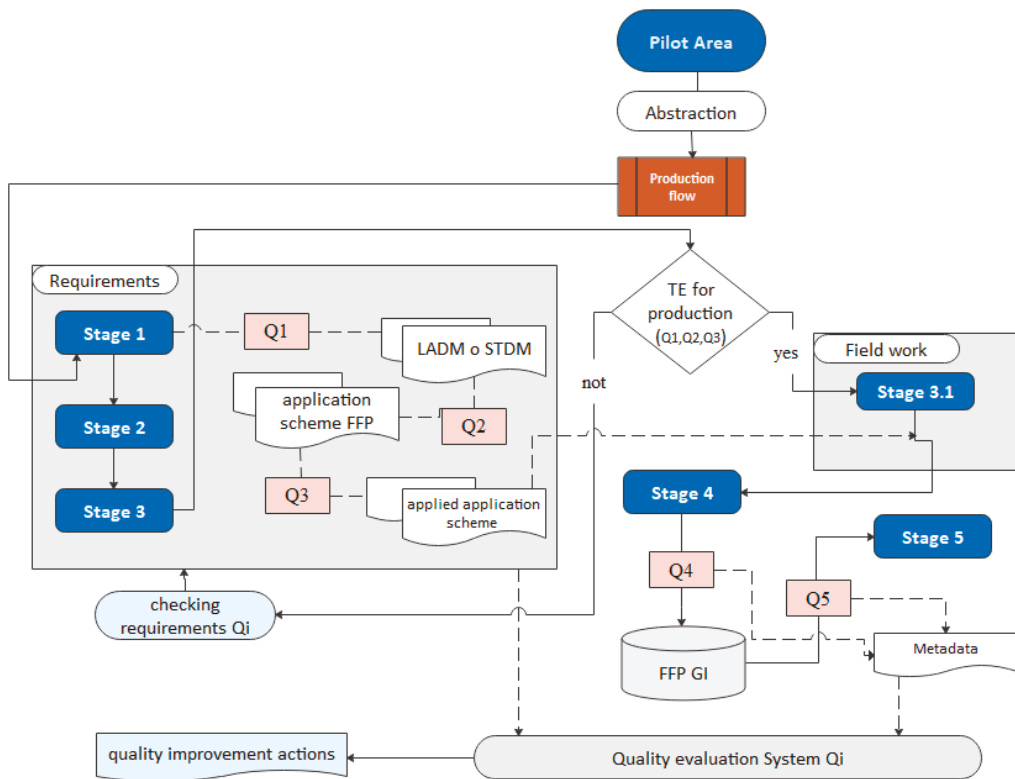 Pilot Area
Abstraction
Production
flow
Requirements
Stage 1
Q1
LADM o STDM
TE for
production
(Q1,Q2,Q3)
not
yes
Field work
Stage 3.1
application
scheme FFP
Q2
Stage 2
Q3
applied application
scheme
Stage 3
Stage 4
Stage 5
Q4
Q5
checking
requirements Qi
FFP GI
Metadata
quality improvement actions
Quality evaluation System Qi